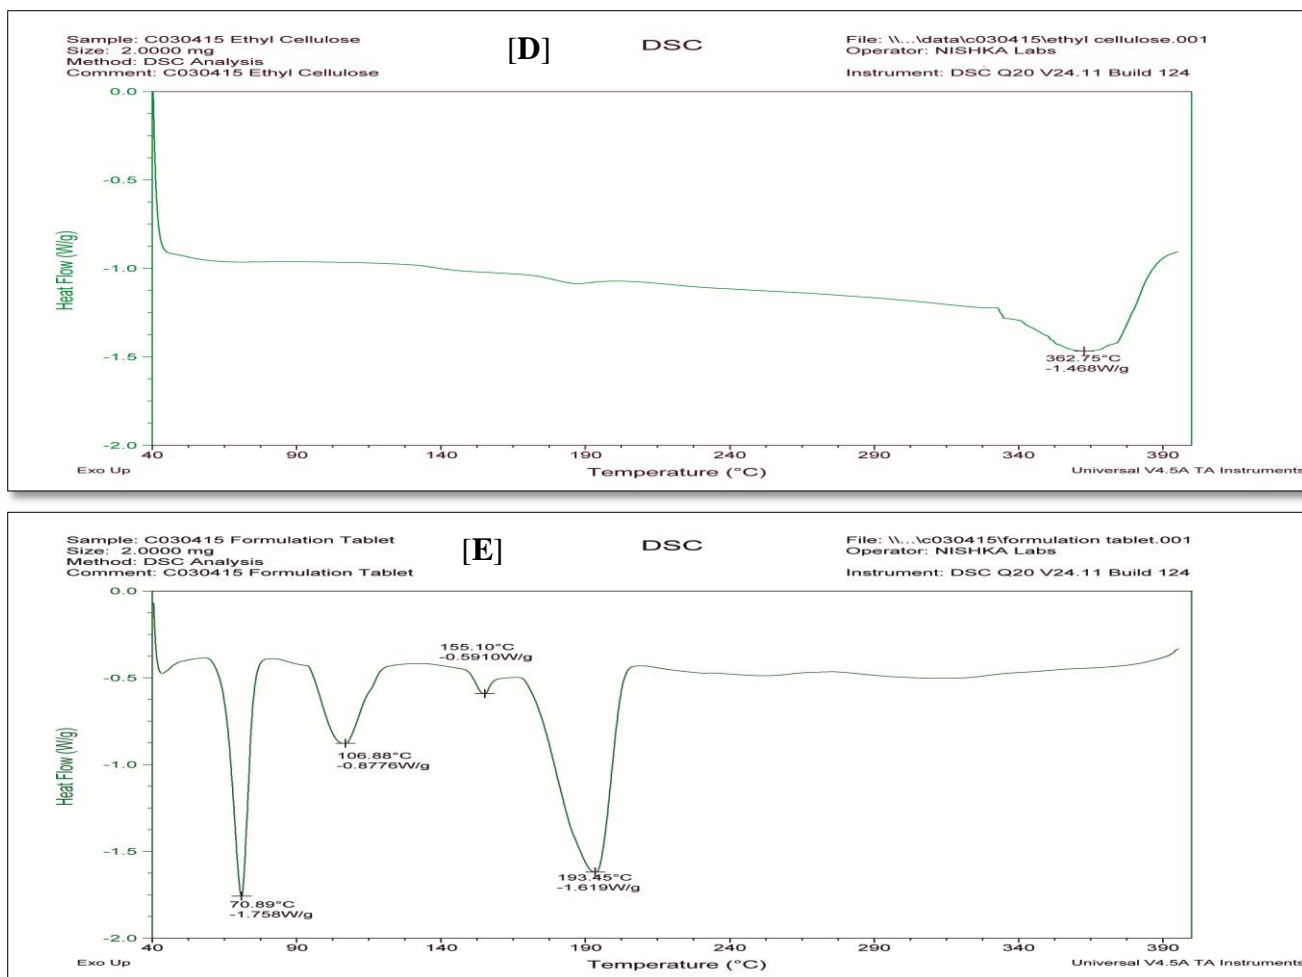 Sample: C030415 Ethyl Cellulose
Size: 2.0000 mg
Method: DSC Analysis
Comment: C030415 Ethyl Cellulose
[D]
DSC
File: \\...\data\c030415\ethyl cellulose.001
Operator: NISHKA Labs
Instrument: DSC Q20 V24.11 Build 124
0.0
-0.5
-1.0
-1.5
-2.0
Heat Flow (W/g)
362.75°C
-1.468W/g
40 90 140 190 240 290 340 390
Exo Up
Temperature (°C)
Universal V4.5A TA Instruments
Sample: C030415 Formulation Tablet
Size: 2.0000 mg
Method: DSC Analysis
Comment: C030415 Formulation Tablet
[E]
DSC
File: \\...\c030415\formulation tablet.001
Operator: NISHKA Labs
Instrument: DSC Q20 V24.11 Build 124
0.0
-0.5
-1.0
-1.5
-2.0
Heat Flow (W/g)
155.10°C
-0.5910W/g
106.88°C
-0.8776W/g
193.45°C
-1.619W/g
70.89°C
-1.758W/g
40 90 140 190 240 290 340 390
Exo Up
Temperature (°C)
Universal V4.5A TA Instruments